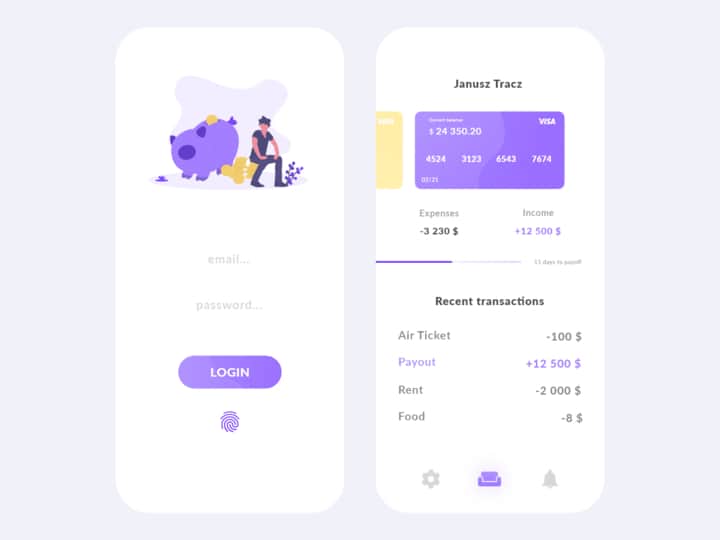 email...
password...
LOGIN
Janusz Tracz
VISA
Current balance
VISA
$ 24 350.20
4524 3123 6543 7674
02/21
Expenses Income
-3 230 $ +12 500 $
13 days to payoff
Recent transactions
Air Ticket -100 $
Payout +12 500 $
Rent -2 000 $
Food -8 $